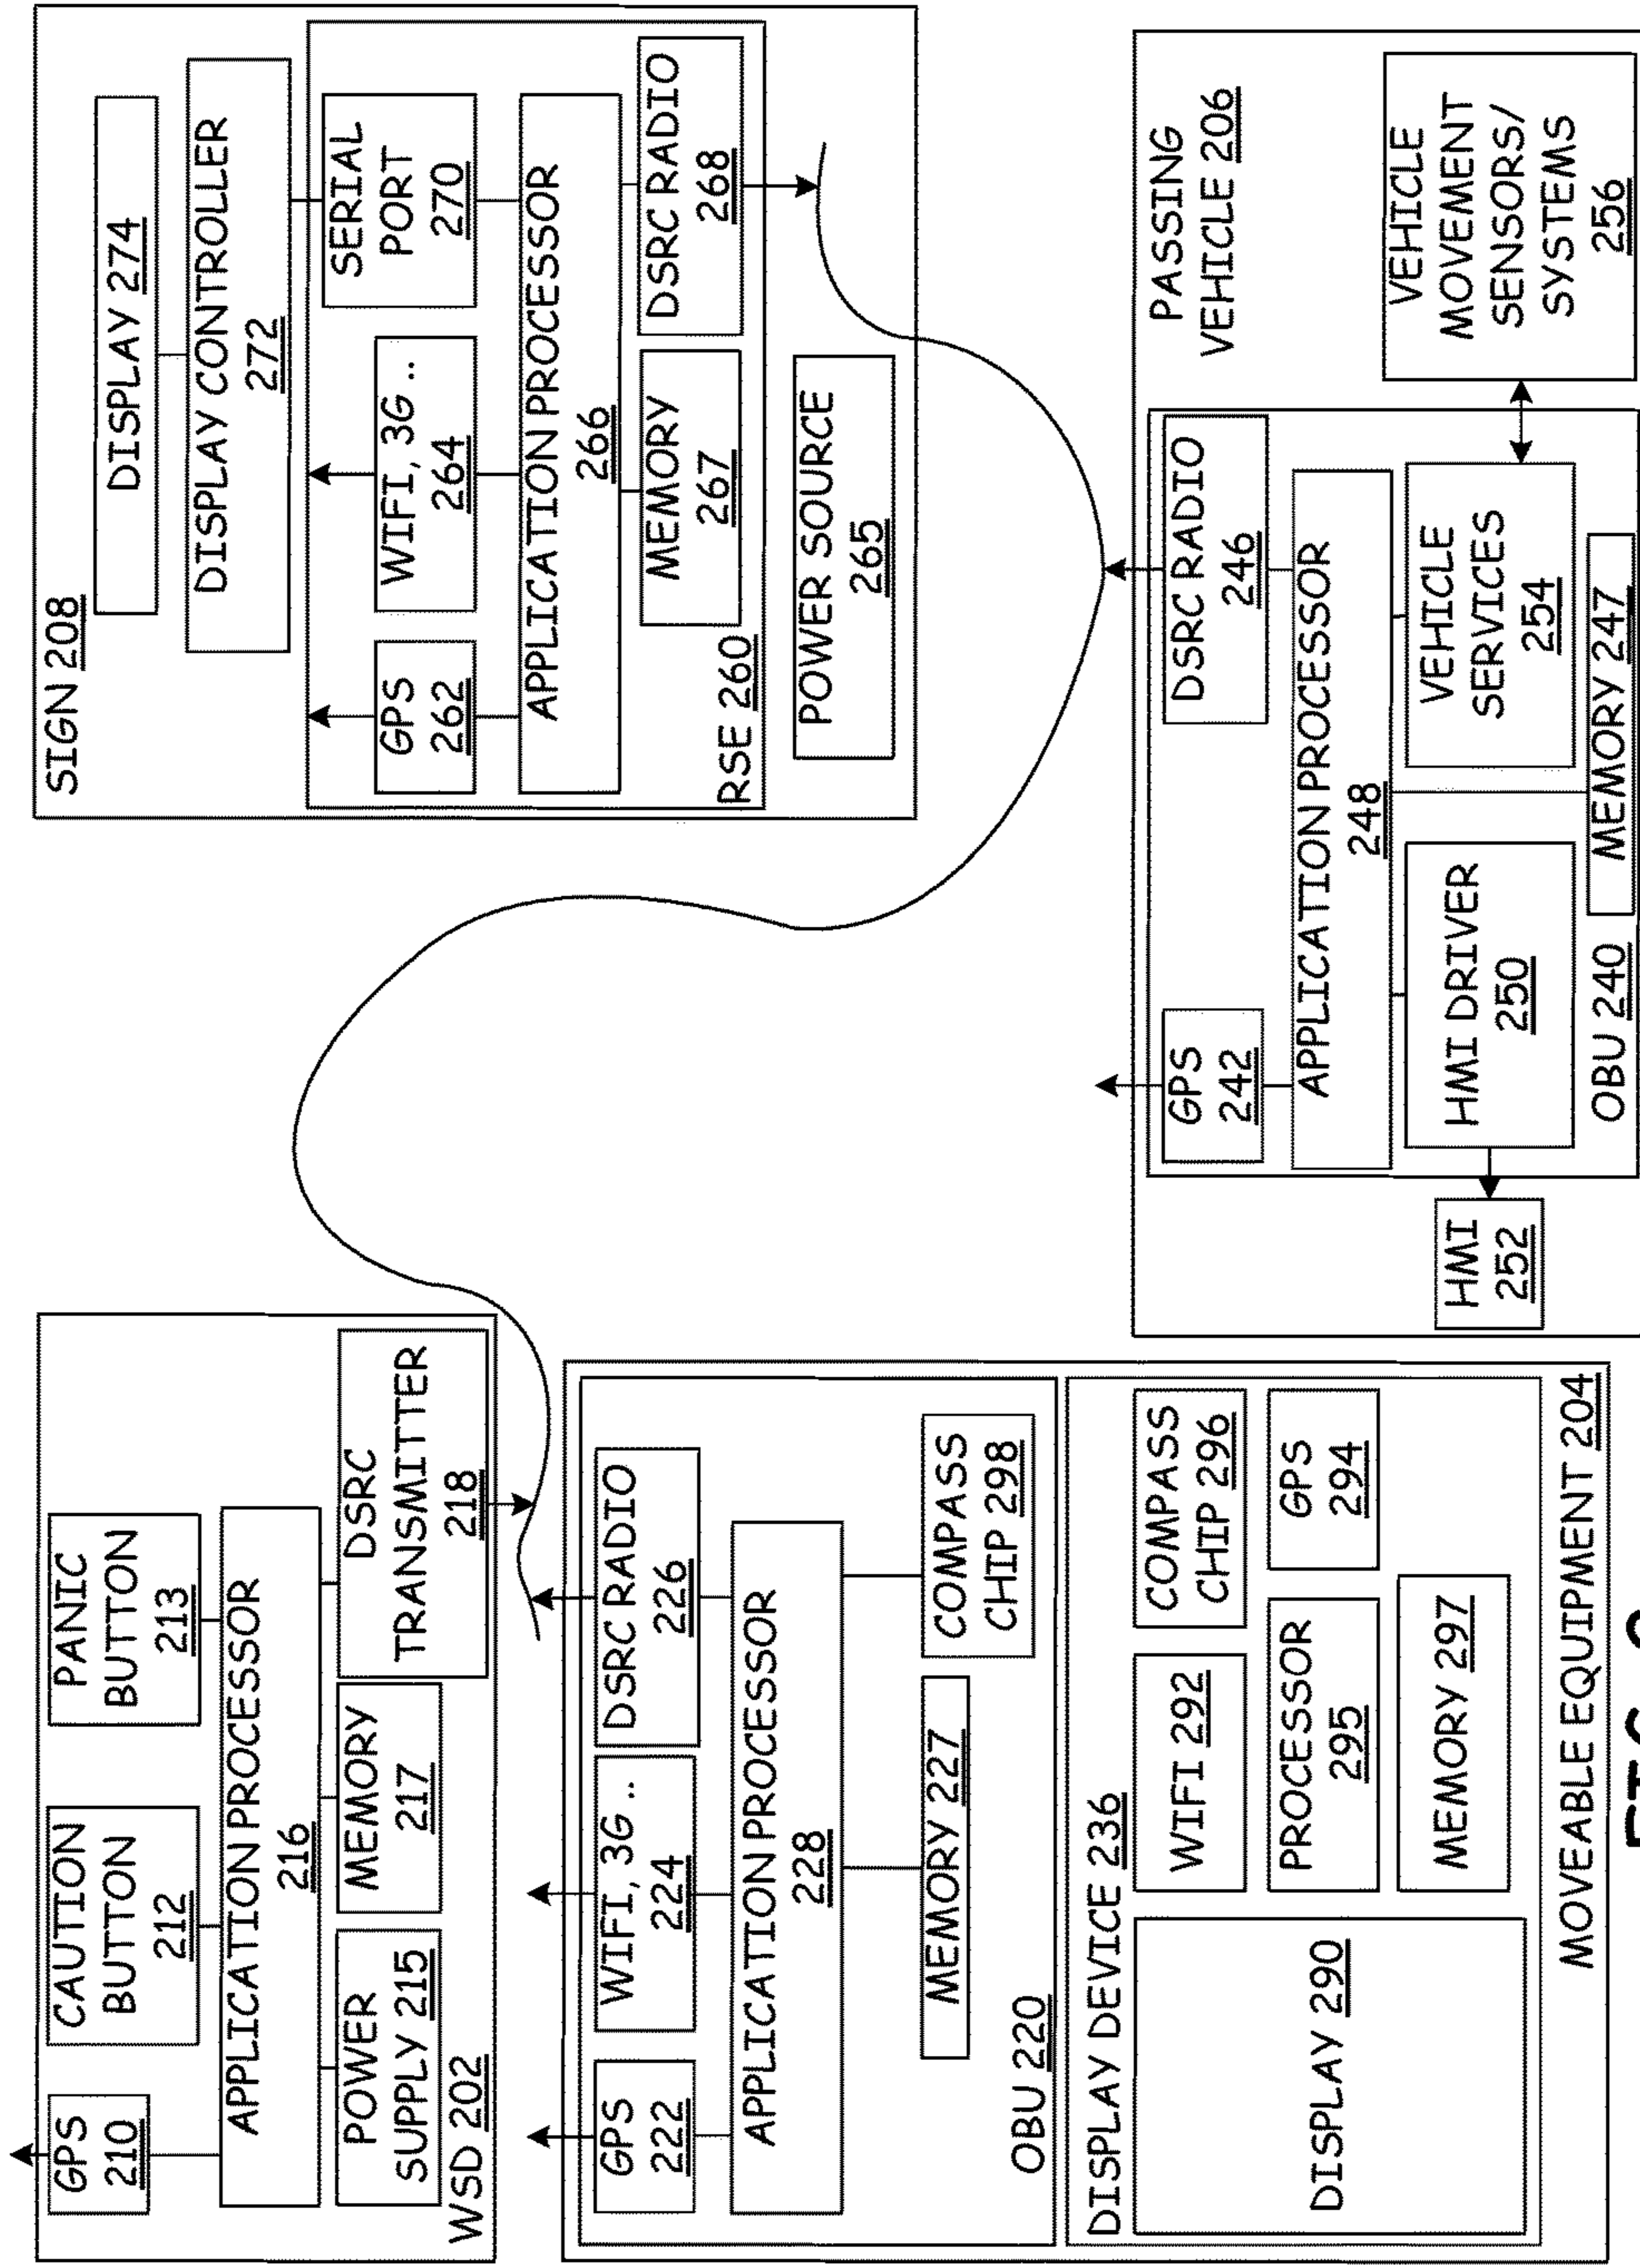 GPS
210
CAUTION
BUTTON
212
PANIC
BUTTON
213
APPLICATION PROCESSOR
216
POWER
SUPPLY 215
MEMORY
217
DSRC
TRANSMITTER
218
WSD 202
GPS
222
WIFI, 3G ..
224
DSRC RADIO
226
APPLICATION PROCESSOR
228
MEMORY 227
COMPASS
CHIP 298
OBU 220
DISPLAY DEVICE 236
DISPLAY 290
WIFI 292
COMPASS
CHIP 296
PROCESSOR
295
GPS
294
MEMORY 297
MOVEABLE EQUIPMENT 204
SIGN 208
DISPLAY 274
DISPLAY CONTROLLER
272
GPS
262
WIFI, 3G ..
264
SERIAL
PORT
270
APPLICATION PROCESSOR
266
MEMORY
267
DSRC RADIO
268
RSE 260
POWER SOURCE
265
PASSING
VEHICLE 206
GPS
242
DSRC RADIO
246
APPLICATION PROCESSOR
248
HMI
252
HMI DRIVER
250
VEHICLE
SERVICES
254
VEHICLE
MOVEMENT
SENSORS/
SYSTEMS
256
OBU 240
MEMORY 247